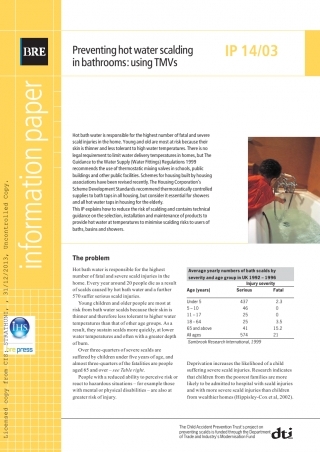 BRE
Preventing hot water scalding
in bathrooms: using TMVs
IP 14/03
information paper
Hot bath water is responsible for the highest number of fatal and severe
scald injuries in the home. Young and old are most at risk because their
skin is thinner and less tolerant to high water temperatures. There is no
legal requirement to limit water delivery temperatures in homes, but The
Guidance to the Water Supply (Water Fittings) Regulations 1999
recommends the use of thermostatic mixing valves in schools, public
buildings and other public facilities. Schemes for housing built by housing
associations have been revised recently. The Housing Corporation's
Scheme Development Standards recommend thermostatically controlled
supplies to bath taps in all housing, but consider it essential for showers
and all hot water taps in housing for the elderly.
This IP explains how to reduce the risk of scalding and contains technical
guidance on the selection, installation and maintenance of products to
provide hot water at temperatures to minimise scalding risks to users of
baths, basins and showers.
The problem
Hot bath water is responsible for the highest
number of fatal and severe scald injuries in the
home. Every year around 20 people die as a result
of scalds caused by hot bath water and a further
570 suffer serious scald injuries.
Young children and older people are most at
risk from hot bath water scalds because their skin is
thinner and therefore less tolerant to higher water
temperatures than that of other age groups. As a
result, they sustain scalds more quickly, at lower
water temperatures and often with a greater depth
of burn.
Over three-quarters of severe scalds are
suffered by children under five years of age, and
almost three-quarters of the fatalities are people
aged 65 and over – see Table right.
People with a reduced ability to perceive risk or
react to hazardous situations – for example those
with mental or physical disabilities – are also at
greater risk of injury.
Average yearly numbers of bath scalds by
severity and age group in UK 1992 – 1996
Injury severity
Age (years) Serious Fatal
Under 5 437 2.3
5 – 10 46 0
11 – 17 25 0
18 – 64 25 3.5
65 and above 41 15.2
All ages 574 21
Sambrook Research International, 1999
Deprivation increases the likelihood of a child
suffering severe scald injuries. Research indicates
that children from the poorest families are more
likely to be admitted to hospital with scald injuries
and with more severe scald injuries than children
from wealthier homes (Hippisley-Cox et al, 2002).
The Child Accident Prevention Trust's project on
preventing scalds is funded through the Department
of Trade and Industry's Modernisation Fund
dti
IHS
press
Licensed copy from CIS: STRATHUNI, , 31/12/2013, Uncontrolled Copy.